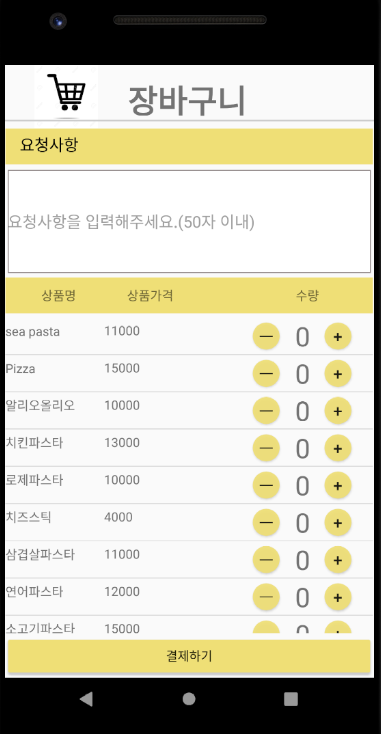 장바구니
요청사항
요청사항을 입력해주세요.(50자 이내)
상품명 상품가격 수량
sea pasta 11000 — 0 +
Pizza 15000 — 0 +
알리오올리오 10000 — 0 +
치킨파스타 13000 — 0 +
로제파스타 10000 — 0 +
치즈스틱 4000 — 0 +
삼겹살파스타 11000 — 0 +
연어파스타 12000 — 0 +
소고기파스타 15000 — 0 +
결제하기